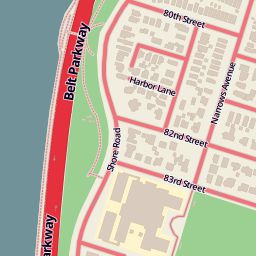 80th Street
Belt Parkway
Harbor Lane
Narrows Avenue
82nd Street
Shore Road
83rd Street
Parkway